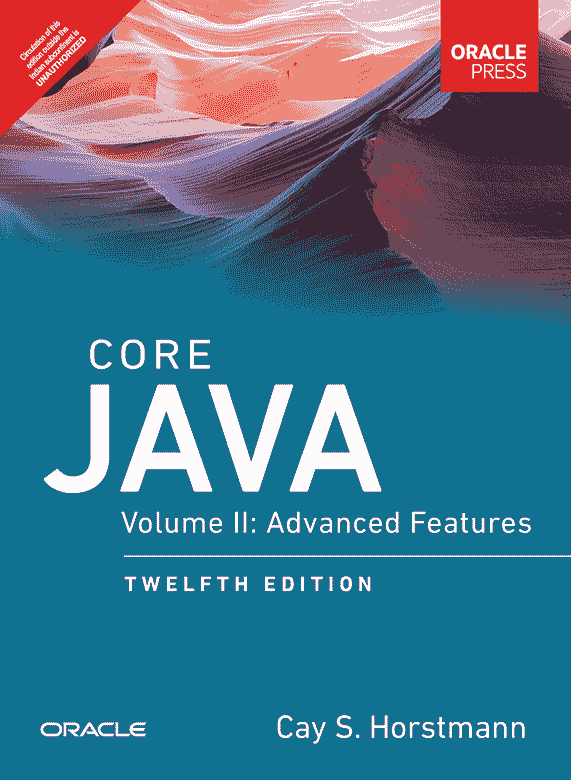 Circulation of this
edition outside the
Indian subcontinent is
UNAUTHORIZED
ORACLE
PRESS
CORE
JAVA
Volume II: Advanced Features
TWELFTH EDITION
ORACLE
Cay S. Horstmann